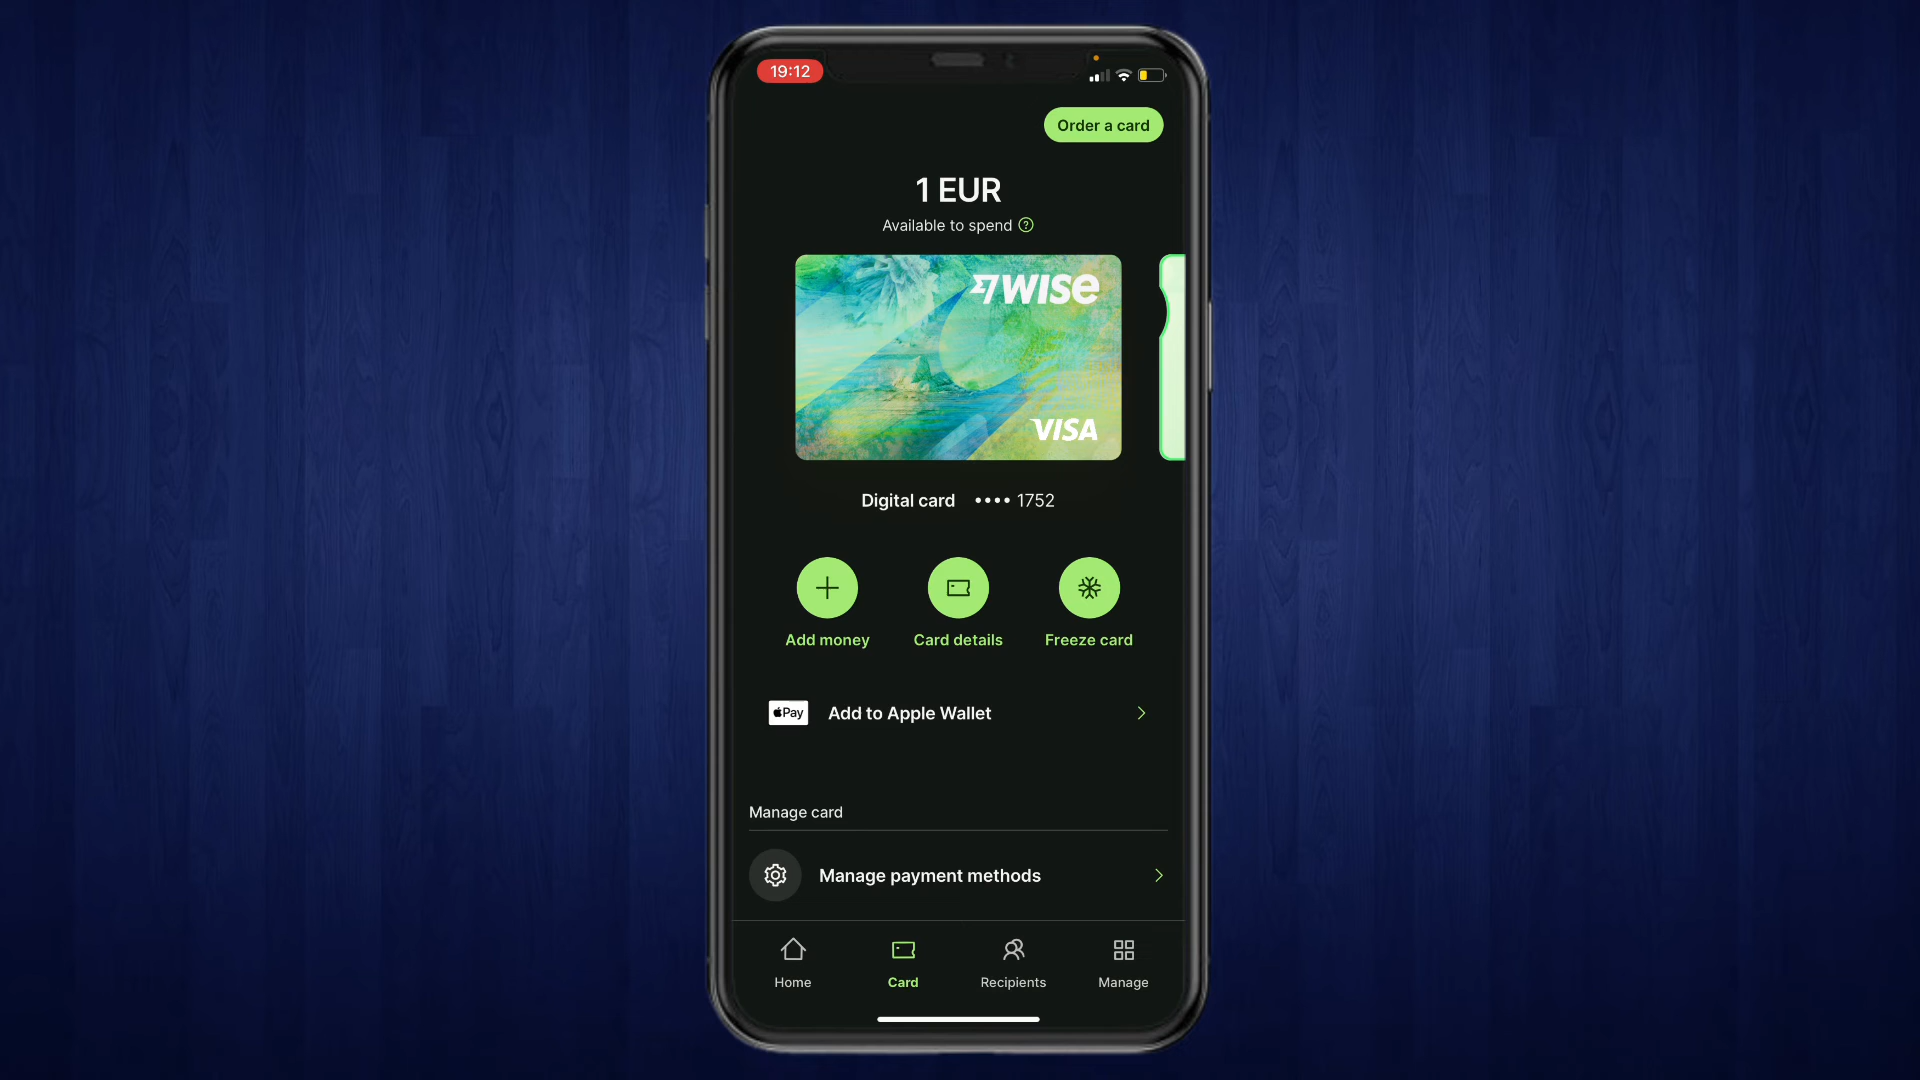 19:12
Order a card
1 EUR
Available to spend ?
WISE
VISA
Digital card •••• 1752
Add money Card details Freeze card
Pay Add to Apple Wallet
Manage card
Manage payment methods
Home Card Recipients Manage